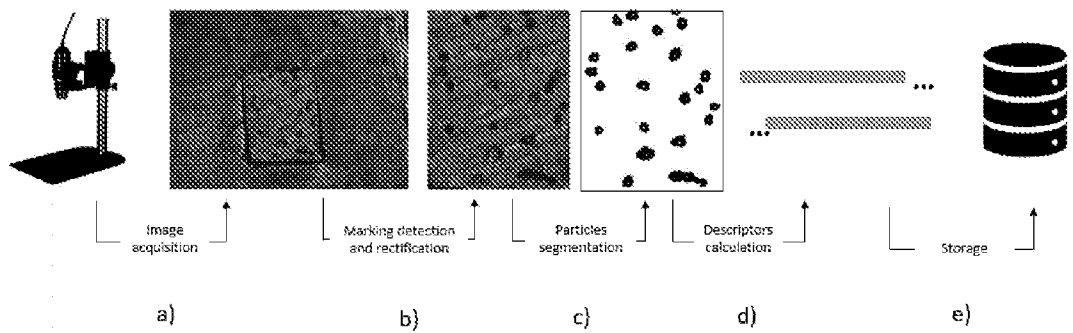 Image
acquisition
Marking detection
and rectification
Particles
segmentation
Descriptors
calculation
Storage
a)
b)
c)
d)
e)